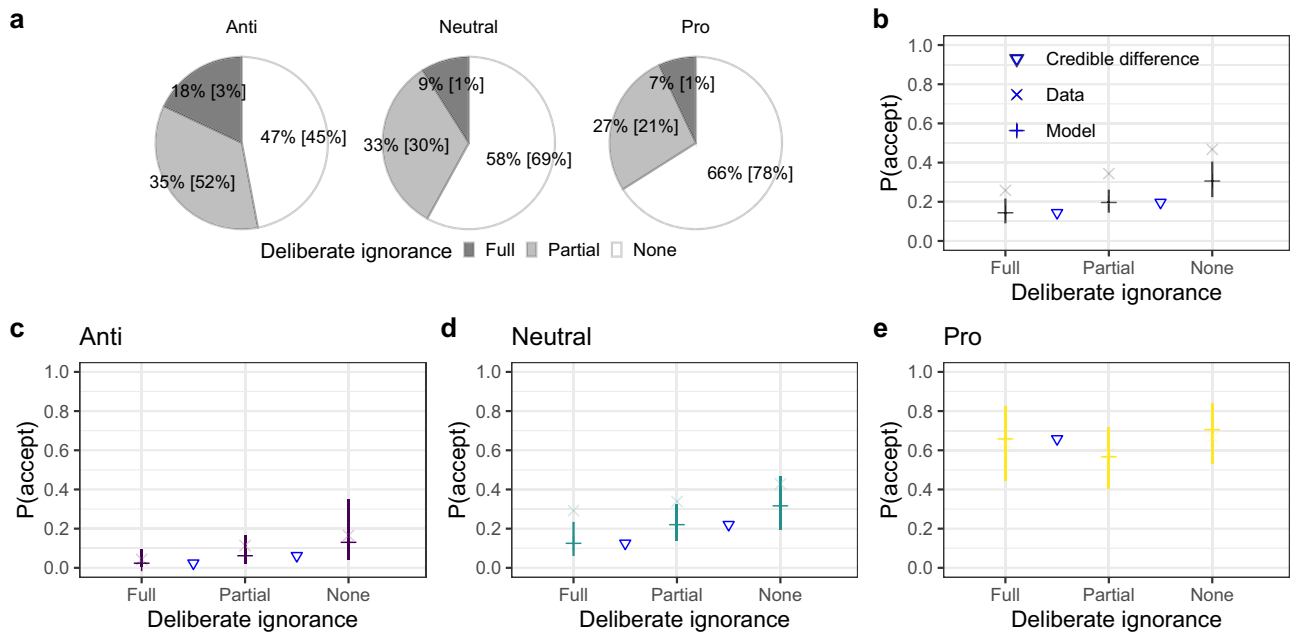 a
Anti
Neutral
Pro
18% [3%]
47% [45%]
35% [52%]
9% [1%]
33% [30%]
58% [69%]
7% [1%]
27% [21%]
66% [78%]
Deliberate ignorance Full Partial None
b
P(accept)
1.0
0.8
0.6
0.4
0.2
0.0
Credible difference
Data
Model
Full Partial None
Deliberate ignorance
c Anti
P(accept)
1.0
0.8
0.6
0.4
0.2
0.0
Full Partial None
Deliberate ignorance
d Neutral
P(accept)
1.0
0.8
0.6
0.4
0.2
0.0
Full Partial None
Deliberate ignorance
e Pro
P(accept)
1.0
0.8
0.6
0.4
0.2
0.0
Full Partial None
Deliberate ignorance